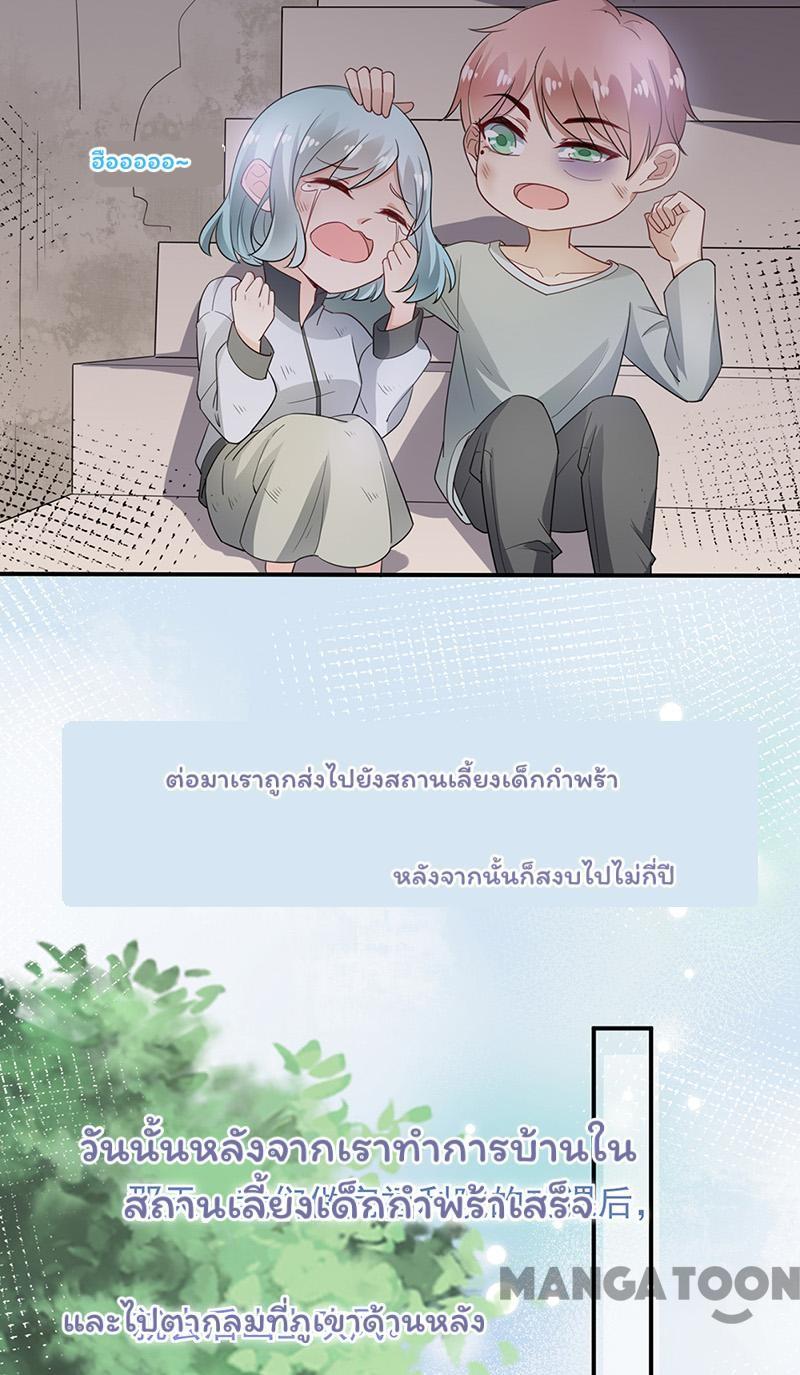 ฮืออออออ~
ต่อมาเราถูกส่งไปยังสถานเลี้ยงเด็กกำพร้า
หลังจากนั้นก็สงบไปไม่กี่ปี
วันนั้นหลังจากเราทำการบ้านใน
สถานเลี้ยงเด็กกำพร้าเสร็จ
后，
และไปตากลมที่ภูเขาด้านหลัง
MANGATOON